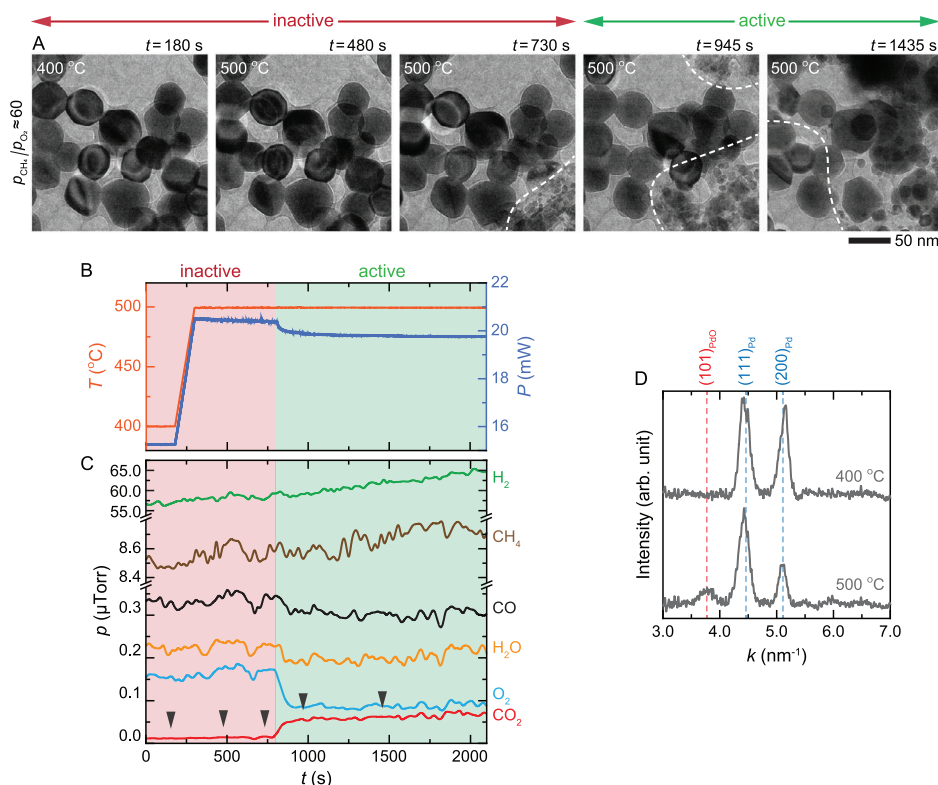 inactive active
A
t = 180 s t = 480 s t = 730 s t = 945 s t = 1435 s
400 °C 500 °C 500 °C 500 °C 500 °C
pCH₄/pO₂≈60
50 nm
B
inactive active
500
475
450
400
T (°C)
22
20
18
16
P (mW)
C
65.0
60.0
55.0
8.6
8.4
0.3
0.2
0.1
0.0
p (µTorr)
H₂
CH₄
CO
H₂O
O₂
CO₂
0 500 1000 1500 2000
t (s)
D
(101)PdO
(111)Pd
(200)Pd
Intensity (arb. unit)
400 °C
500 °C
3.0 4.0 5.0 6.0 7.0
k (nm⁻¹)